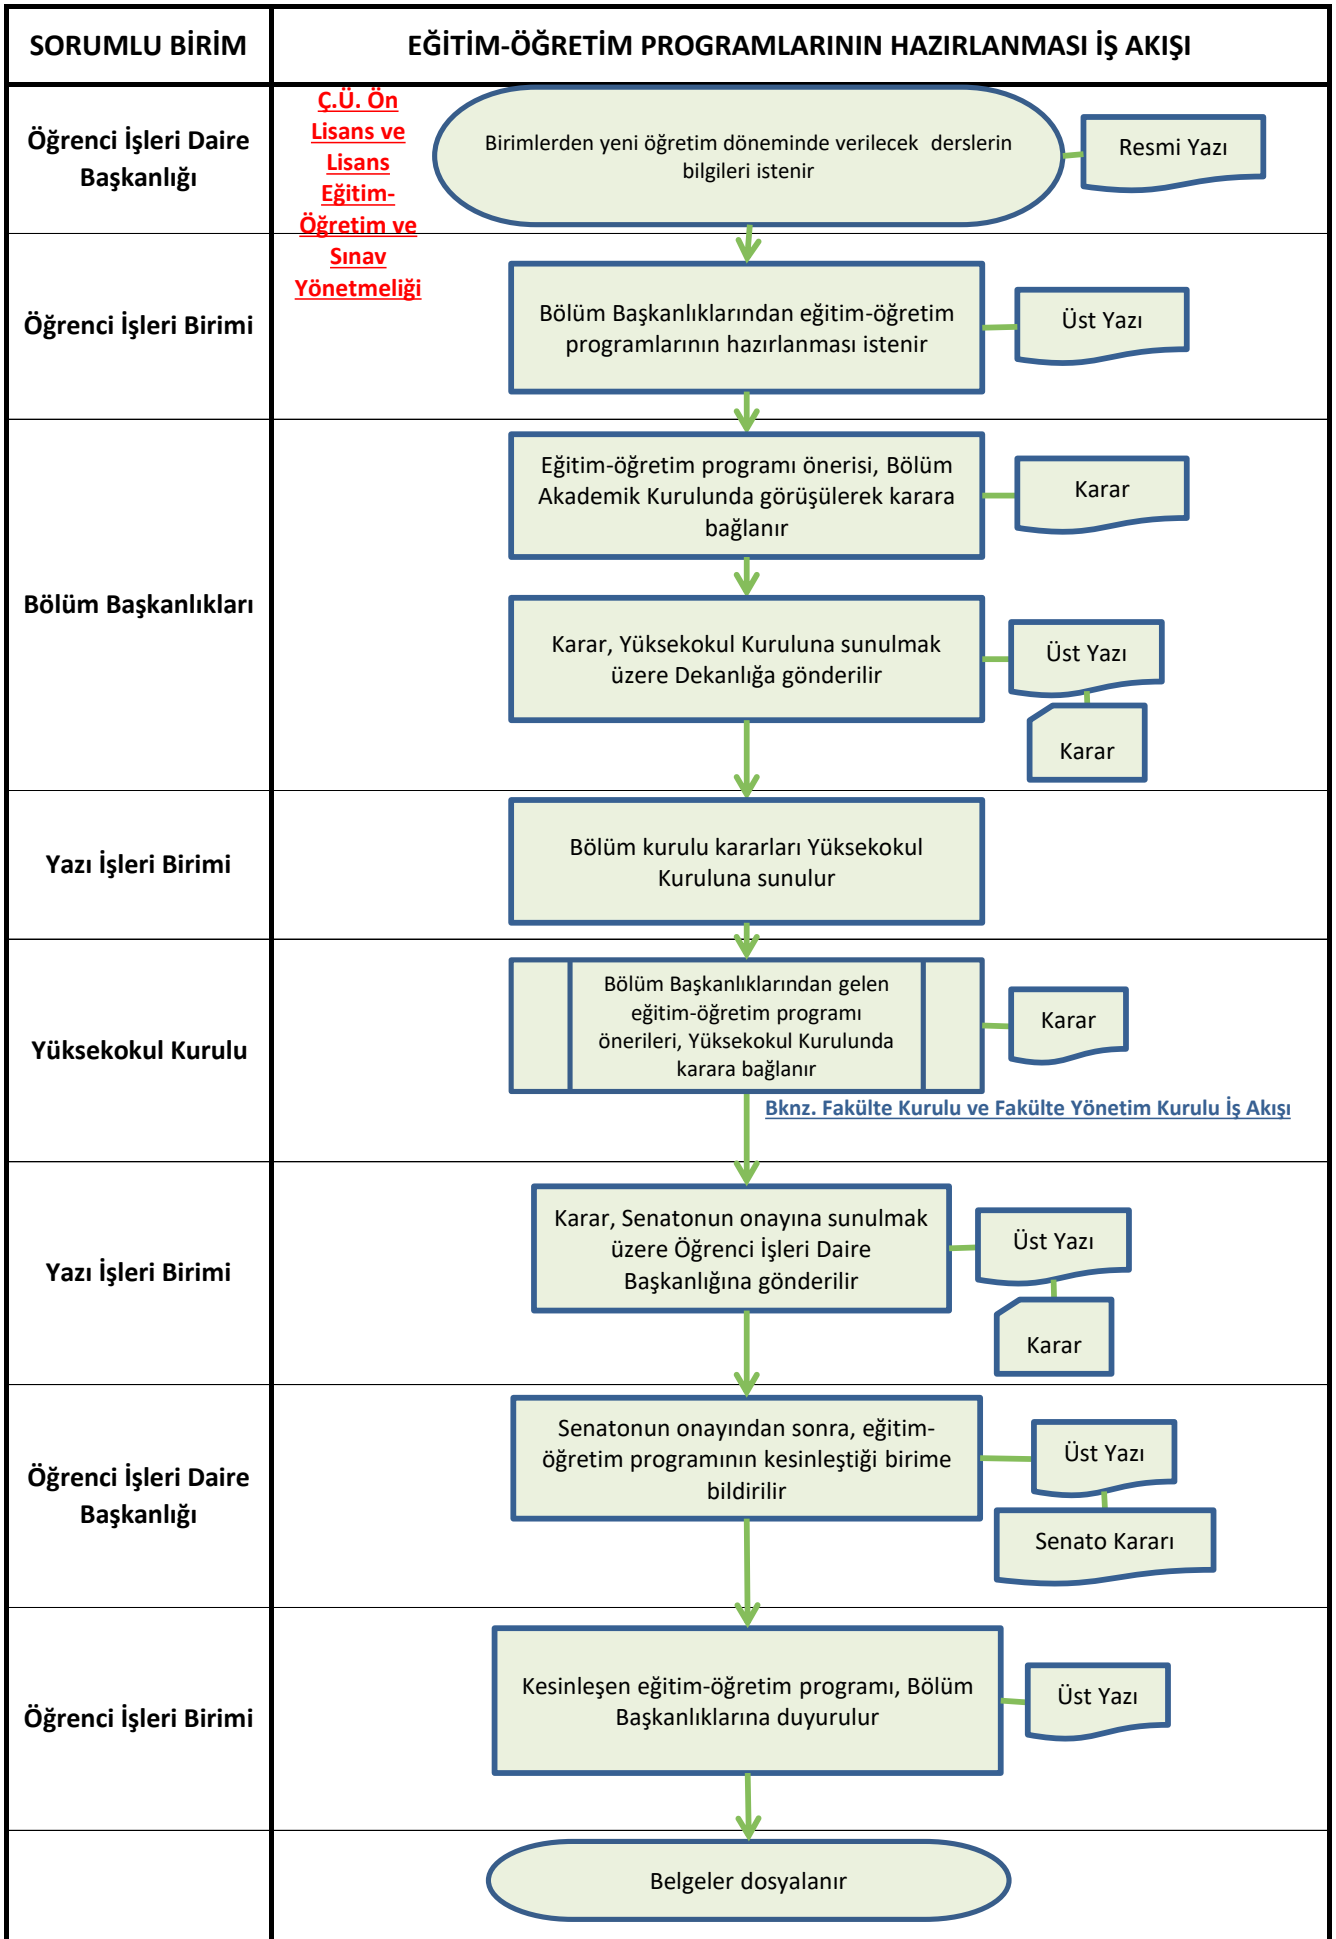 SORUMLU BİRİM
EĞİTİM-ÖĞRETİM PROGRAMLARININ HAZIRLANMASI İŞ AKIŞI
Öğrenci İşleri Daire
Başkanlığı
Ç.Ü. Ön
Lisans ve
Lisans
Eğitim-
Öğretim ve
Sınav
Yönetmeliği
Birimlerden yeni öğretim döneminde verilecek  derslerin
bilgileri istenir
Resmi Yazı
Öğrenci İşleri Birimi
Bölüm Başkanlıklarından eğitim-öğretim
programlarının hazırlanması istenir
Üst Yazı
Bölüm Başkanlıkları
Eğitim-öğretim programı önerisi, Bölüm
Akademik Kurulunda görüşülerek karara
bağlanır
Karar
Karar, Yüksekokul Kuruluna sunulmak
üzere Dekanlığa gönderilir
Üst Yazı
Karar
Yazı İşleri Birimi
Bölüm kurulu kararları Yüksekokul
Kuruluna sunulur
Yüksekokul Kurulu
Bölüm Başkanlıklarından gelen
eğitim-öğretim programı
önerileri, Yüksekokul Kurulunda
karara bağlanır
Karar
Bknz. Fakülte Kurulu ve Fakülte Yönetim Kurulu İş Akışı
Yazı İşleri Birimi
Karar, Senatonun onayına sunulmak
üzere Öğrenci İşleri Daire
Başkanlığına gönderilir
Üst Yazı
Karar
Öğrenci İşleri Daire
Başkanlığı
Senatonun onayından sonra, eğitim-
öğretim programının kesinleştiği birime
bildirilir
Üst Yazı
Senato Kararı
Öğrenci İşleri Birimi
Kesinleşen eğitim-öğretim programı, Bölüm
Başkanlıklarına duyurulur
Üst Yazı
Belgeler dosyalanır